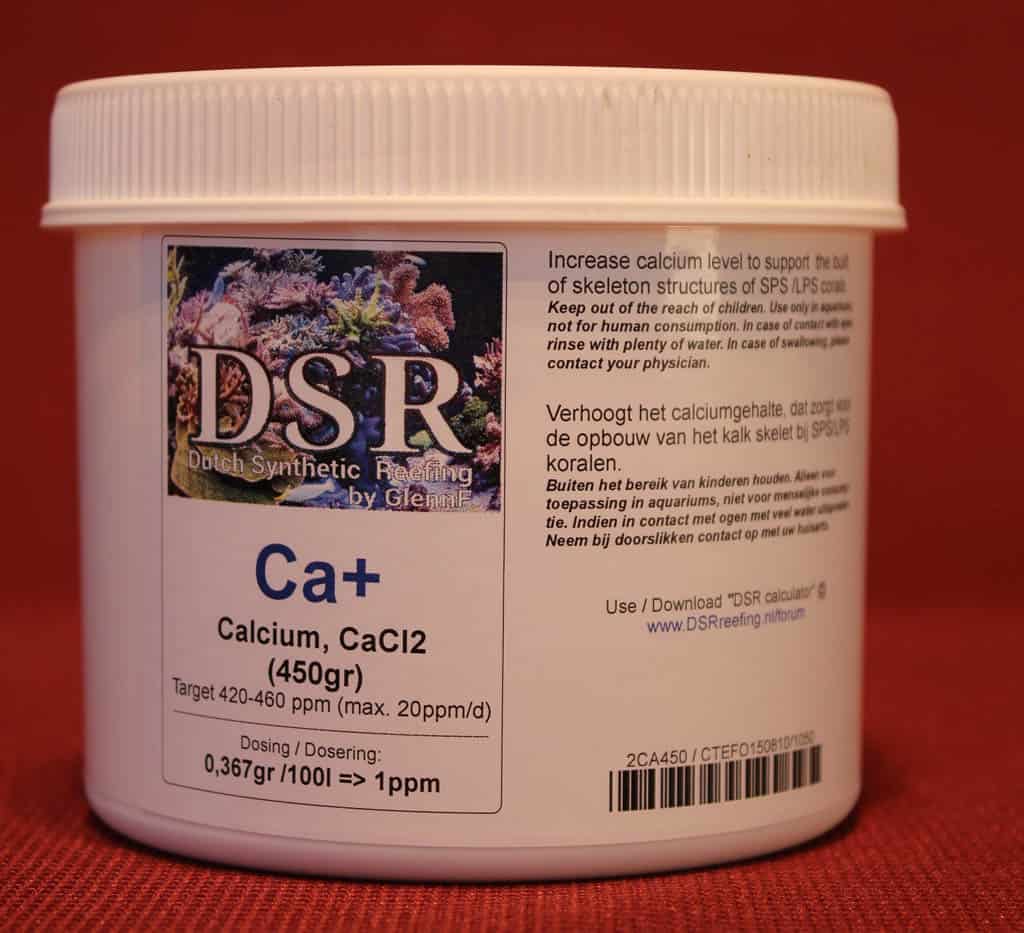 DSR
Dutch Synthetic Reefing
by GlennF.
Ca+
Calcium, CaCl2
(450gr)
Target 420-460 ppm (max. 20ppm/d)
Dosing / Dosering:
0,367gr /100l => 1ppm
Increase calcium level to support the
of skeleton structures of SPS /LPS corals.
Keep out of the reach of children. Use only in aquariums,
not for human consumption. In case of contact with eyes
rinse with plenty of water. In case of swallowing, please
contact your physician.
Verhoogt het calciumgehalte, dat zorgt voor
de opbouw van het kalk skelet bij SPS/LPS
koralen.
Buiten het bereik van kinderen houden. Alleen voor
toepassing in aquariums, niet voor menselijke
tie. Indien in contact met ogen met veel water
Neem bij doorslikken contact op met uw huisarts.
Use / Download "DSR calculator" @
www.DSRreefing.nl/forum
2CA450 / CTEFO150810/1050